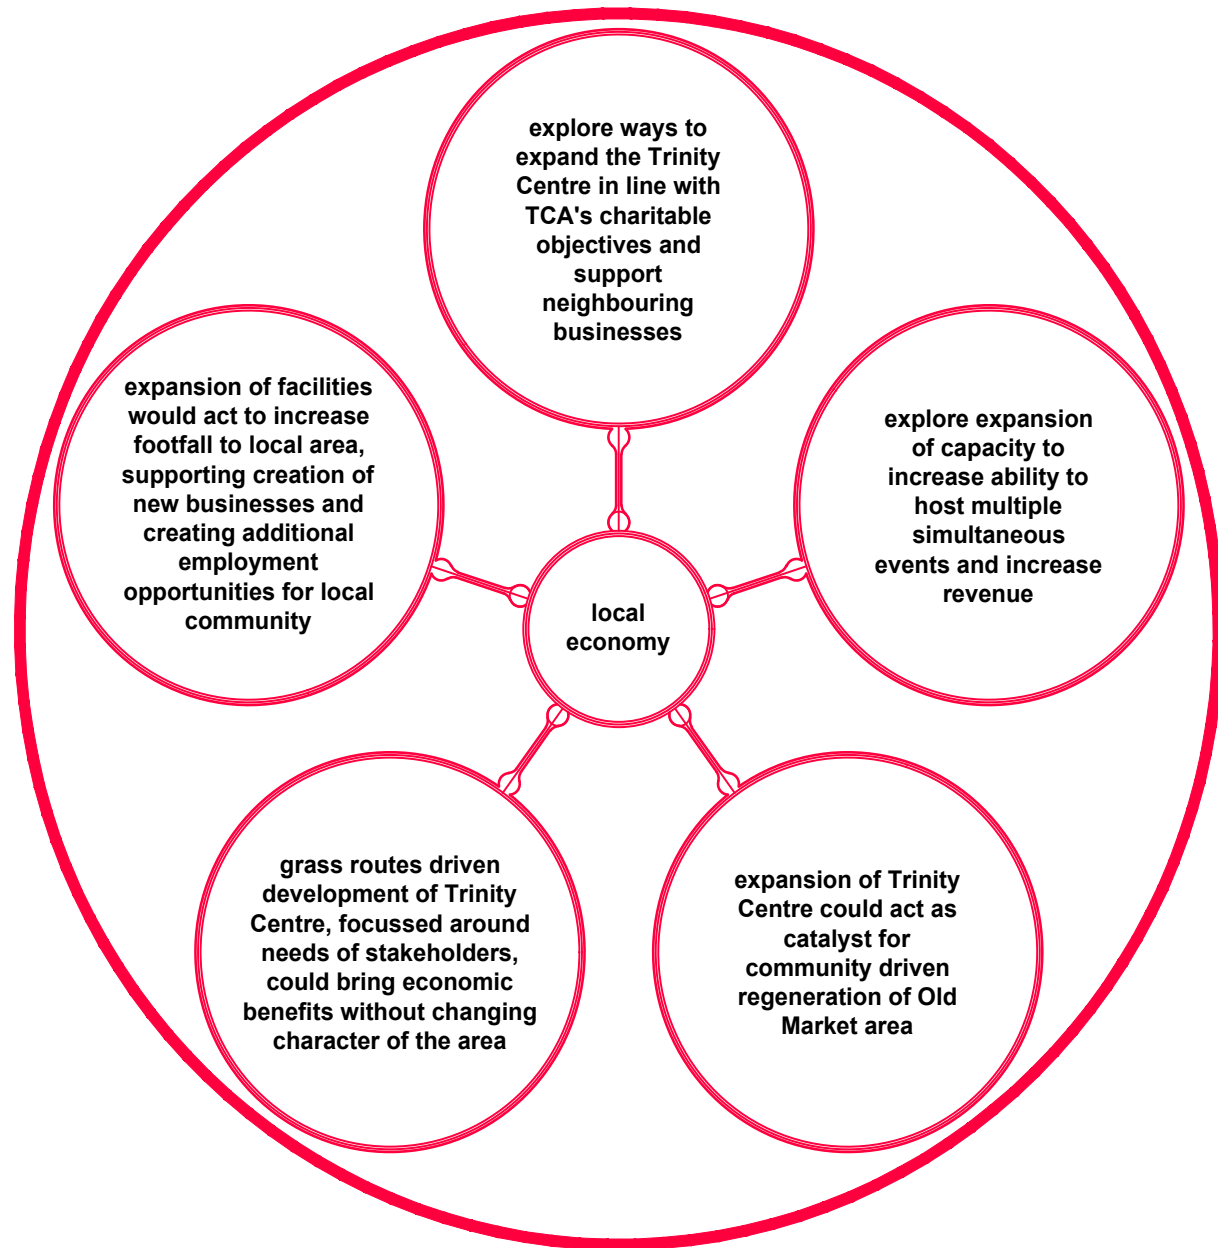 explore ways to
expand the Trinity
Centre in line with
TCA's charitable
objectives and
support
neighbouring
businesses
expansion of facilities
would act to increase
footfall to local area,
supporting creation of
new businesses and
creating additional
employment
opportunities for local
community
explore expansion
of capacity to
increase ability to
host multiple
simultaneous
events and increase
revenue
local
economy
grass routes driven
development of Trinity
Centre, focussed around
needs of stakeholders,
could bring economic
benefits without changing
character of the area
expansion of Trinity
Centre could act as
catalyst for
community driven
regeneration of Old
Market area